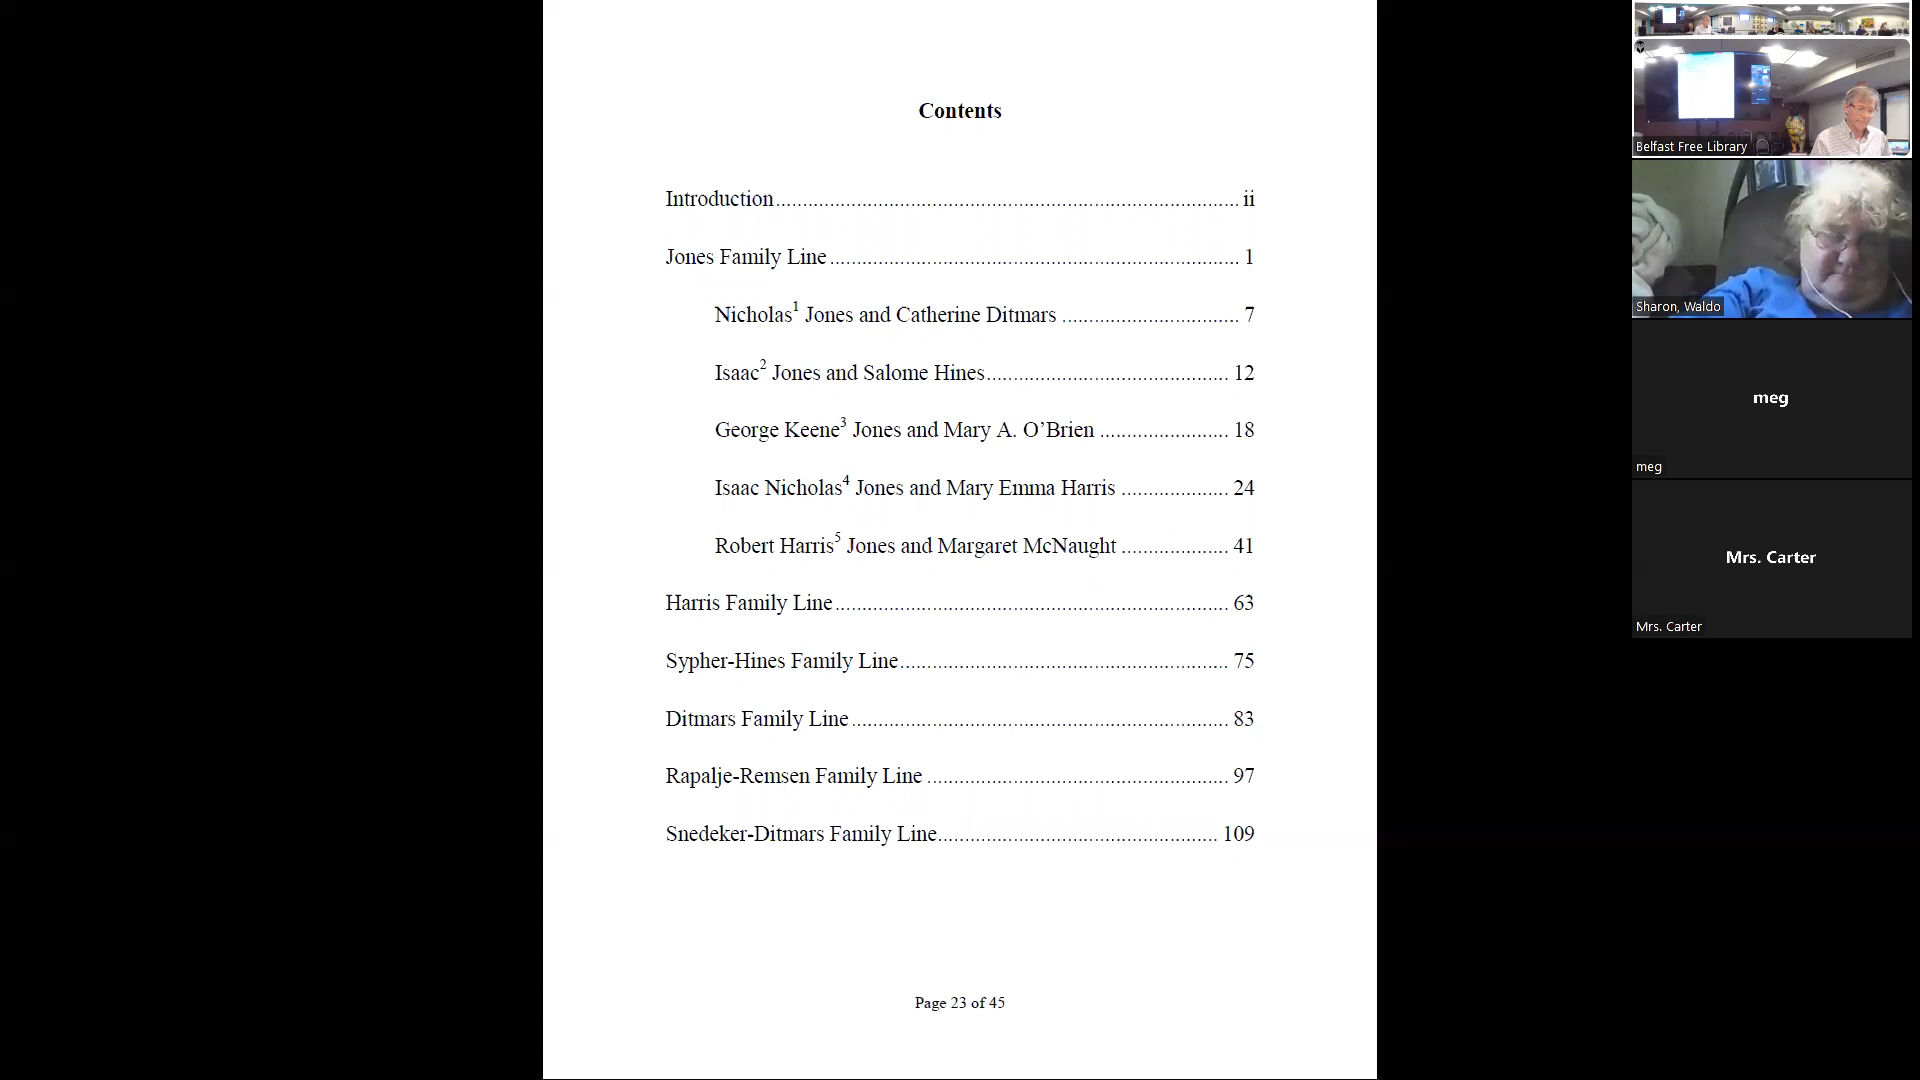 Contents
Introduction........................................................................................ ii
Jones Family Line.............................................................................. 1
Nicholas¹ Jones and Catherine Ditmars .................................. 7
Isaac² Jones and Salome Hines.............................................. 12
George Keene³ Jones and Mary A. O’Brien ........................ 18
Isaac Nicholas⁴ Jones and Mary Emma Harris .................... 24
Robert Harris⁵ Jones and Margaret McNaught .................... 41
Harris Family Line........................................................................... 63
Sypher-Hines Family Line.............................................................. 75
Ditmars Family Line ....................................................................... 83
Rapalje-Remsen Family Line ......................................................... 97
Snedeker-Ditmars Family Line..................................................... 109
Page 23 of 45
Belfast Free Library
Sharon, Waldo
meg
meg
Mrs. Carter
Mrs. Carter